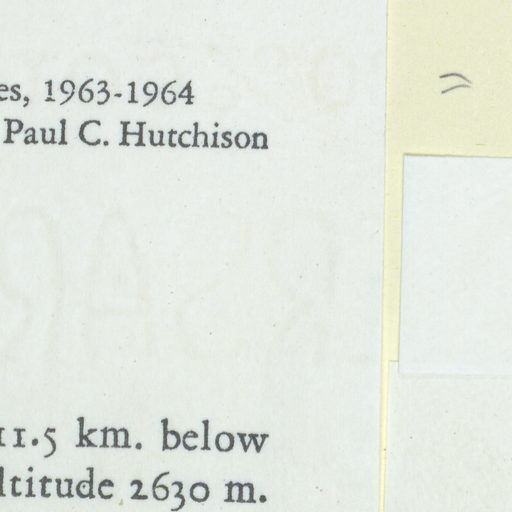 es, 1963-1964
Paul C. Hutchison
11.5 km. below
ltitude 2630 m.